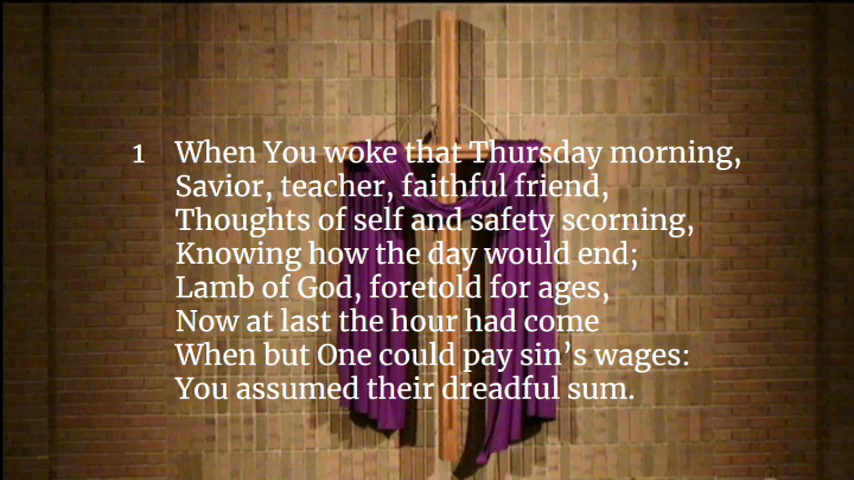 1 When You woke that Thursday morning,
Savior, teacher, faithful friend,
Thoughts of self and safety scorning,
Knowing how the day would end;
Lamb of God, foretold for ages,
Now at last the hour had come
When but One could pay sin’s wages:
You assumed their dreadful sum.